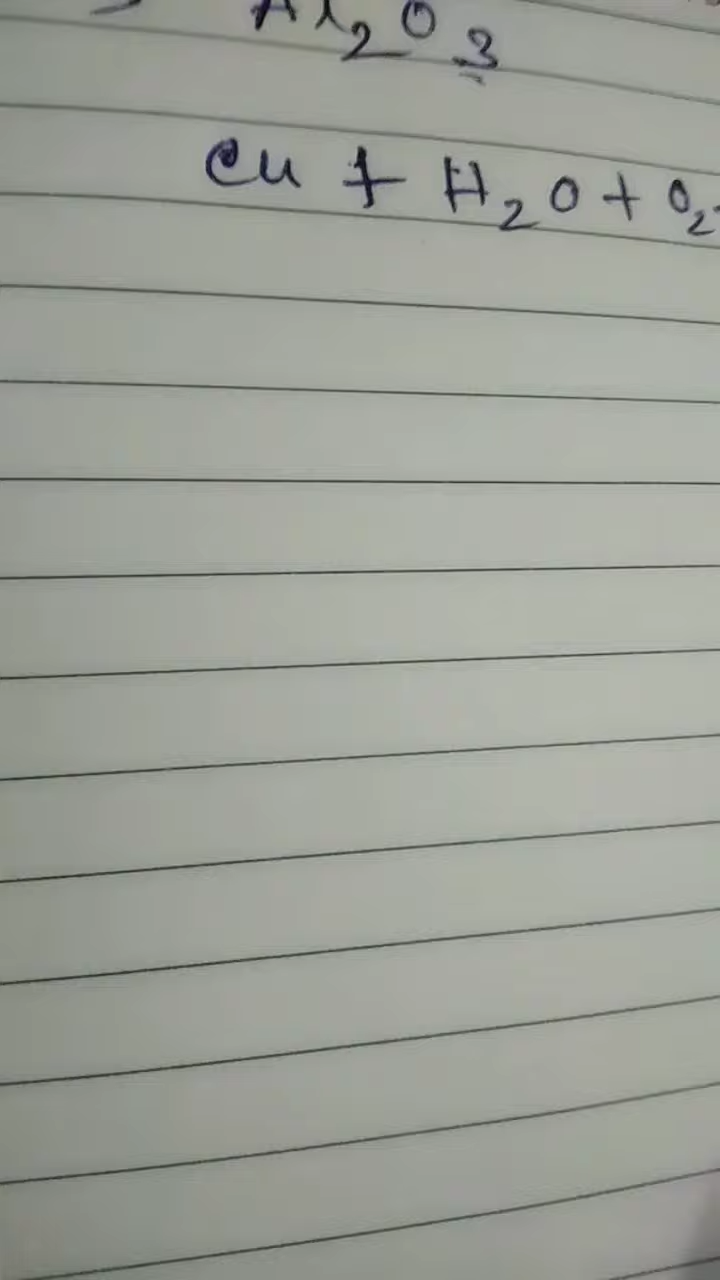 Al₂O₃
Cu + H₂O + O₂